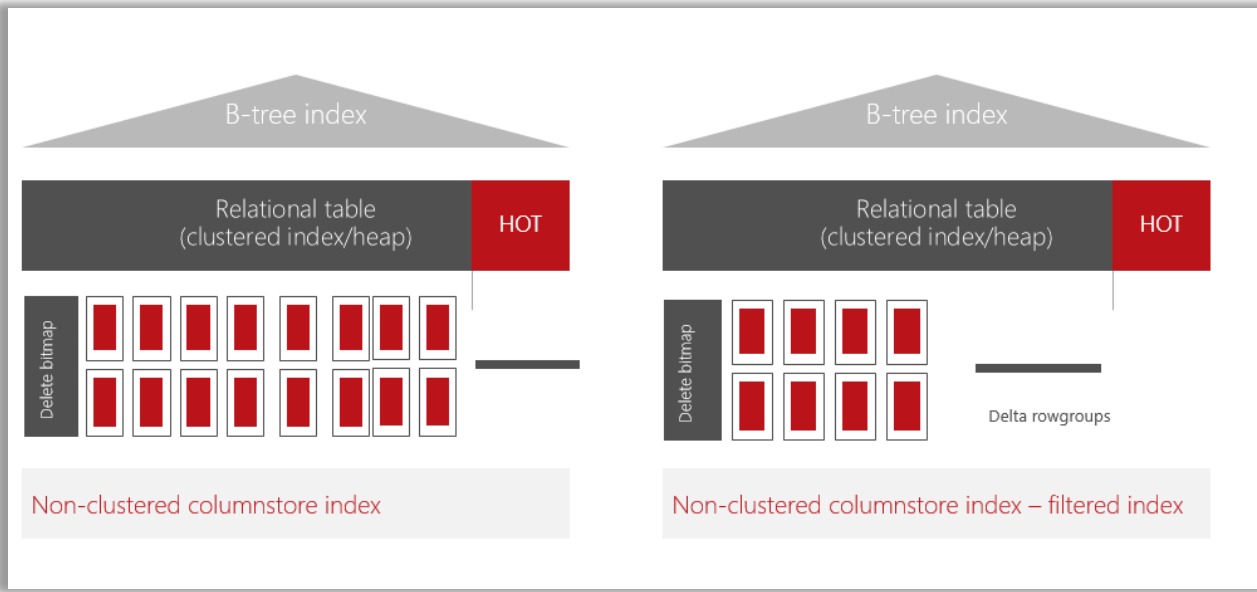 B-tree index
Relational table
(clustered index/heap)
HOT
Delete bitmap
Non-clustered columnstore index
B-tree index
Relational table
(clustered index/heap)
HOT
Delete bitmap
Delta rowgroups
Non-clustered columnstore index – filtered index